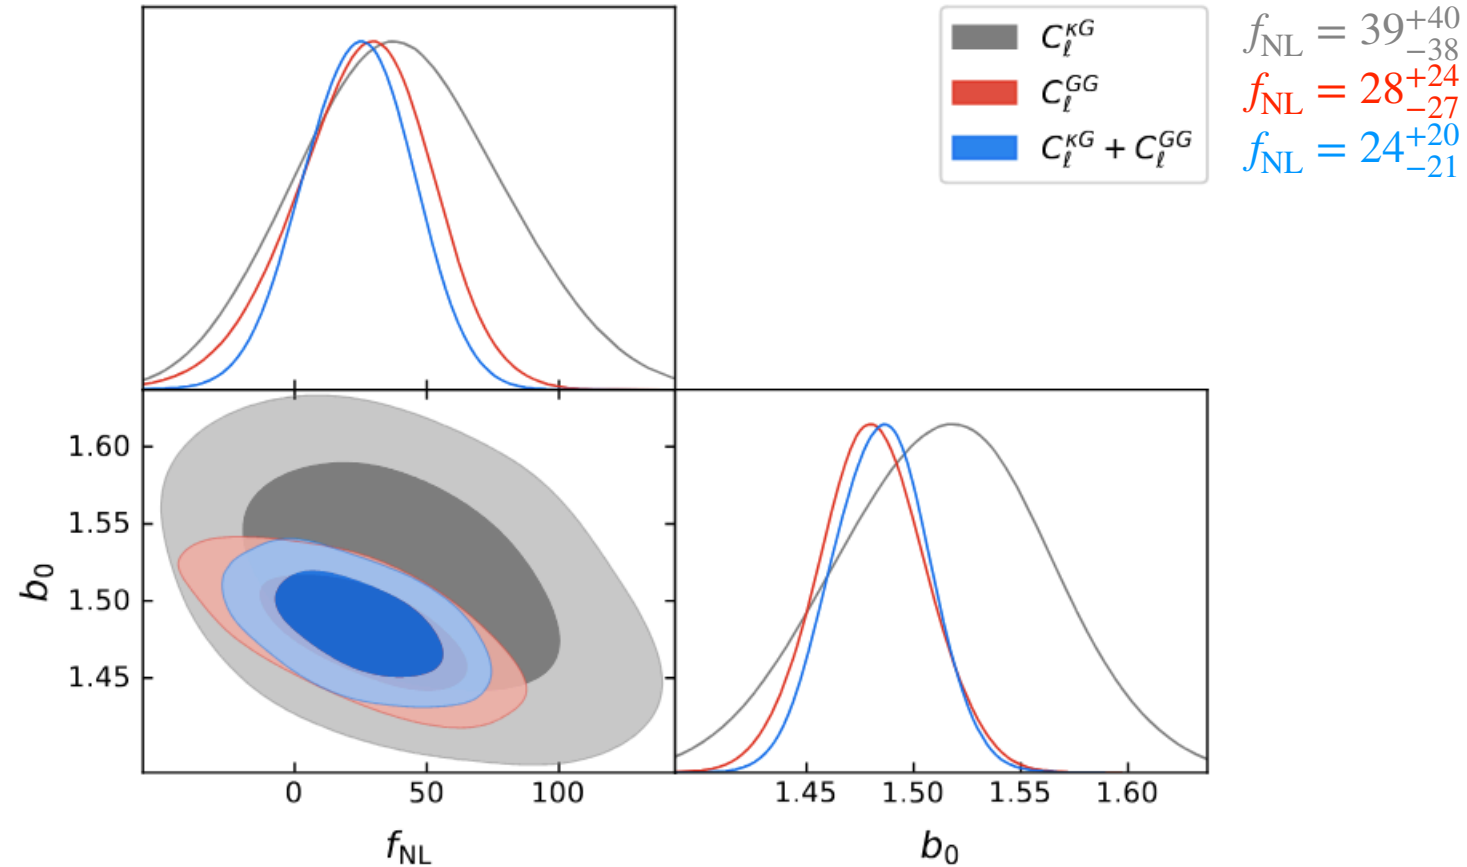 C_ℓ^{κG}
C_ℓ^{GG}
C_ℓ^{κG} + C_ℓ^{GG}
f_NL = 39^{+40}_{−38}
f_NL = 28^{+24}_{−27}
f_NL = 24^{+20}_{−21}
1.60
1.55
1.50
1.45
b_0
0 50 100
f_NL
1.45 1.50 1.55 1.60
b_0